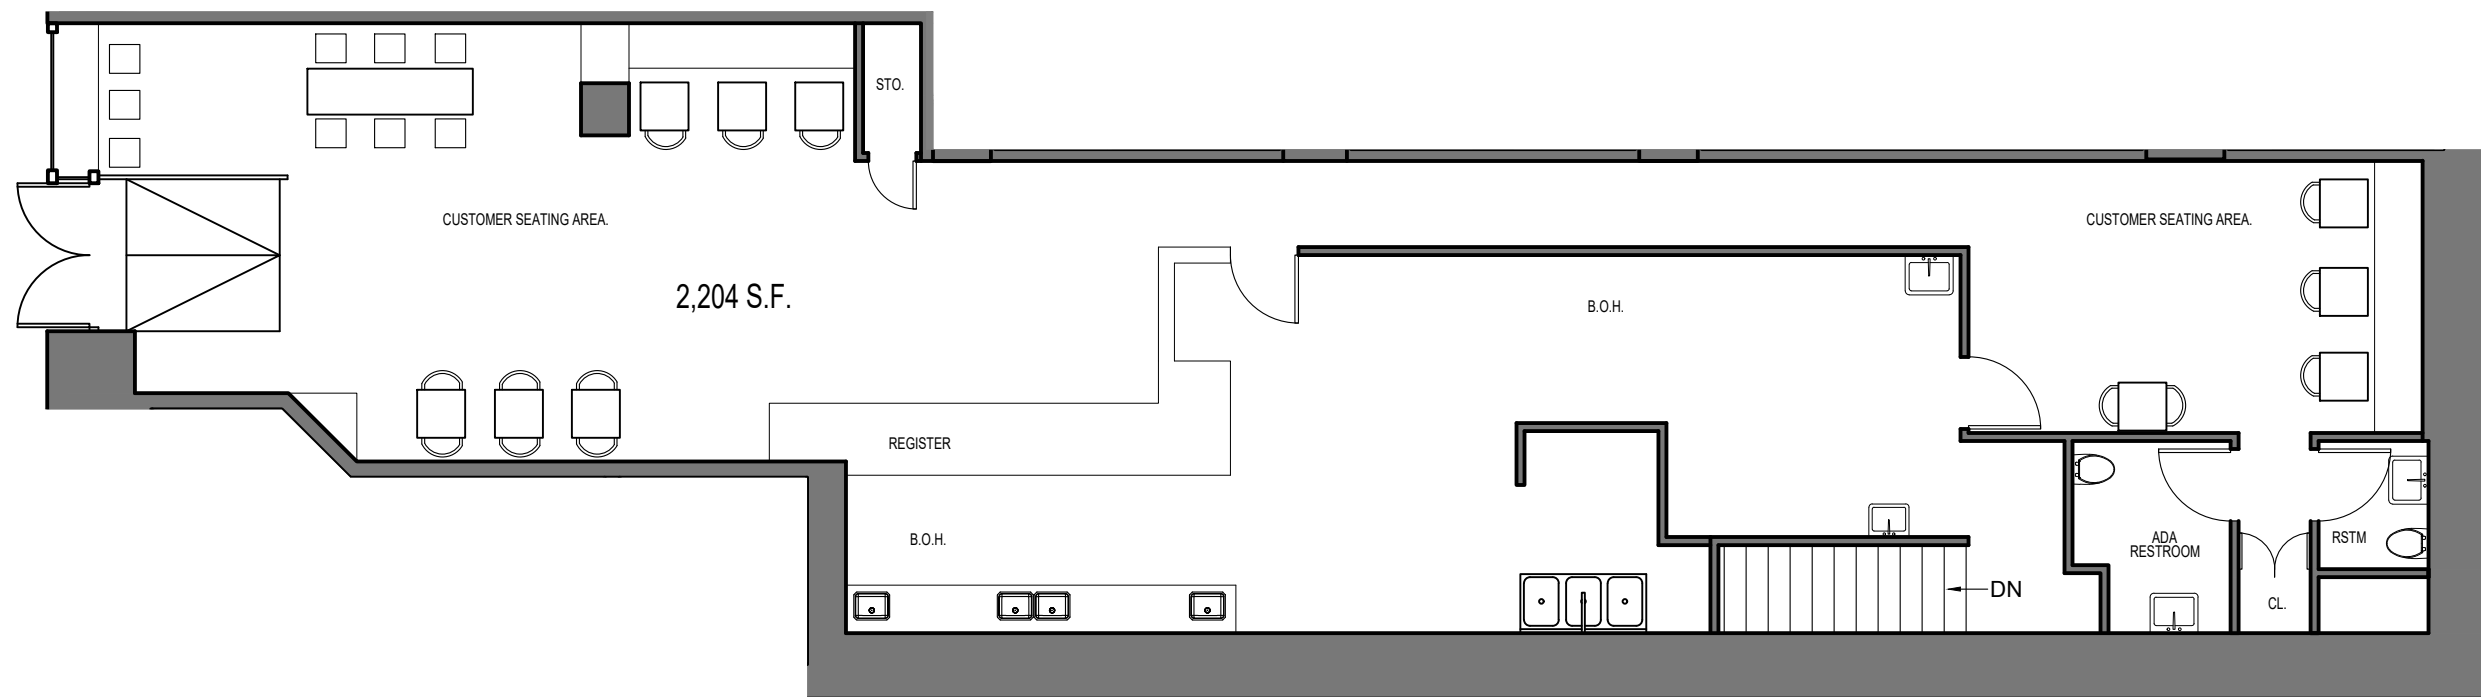 STO.
CUSTOMER SEATING AREA.
CUSTOMER SEATING AREA.
2,204 S.F.
B.O.H.
REGISTER
B.O.H.
ADA
RESTROOM
RSTM
DN
CL.